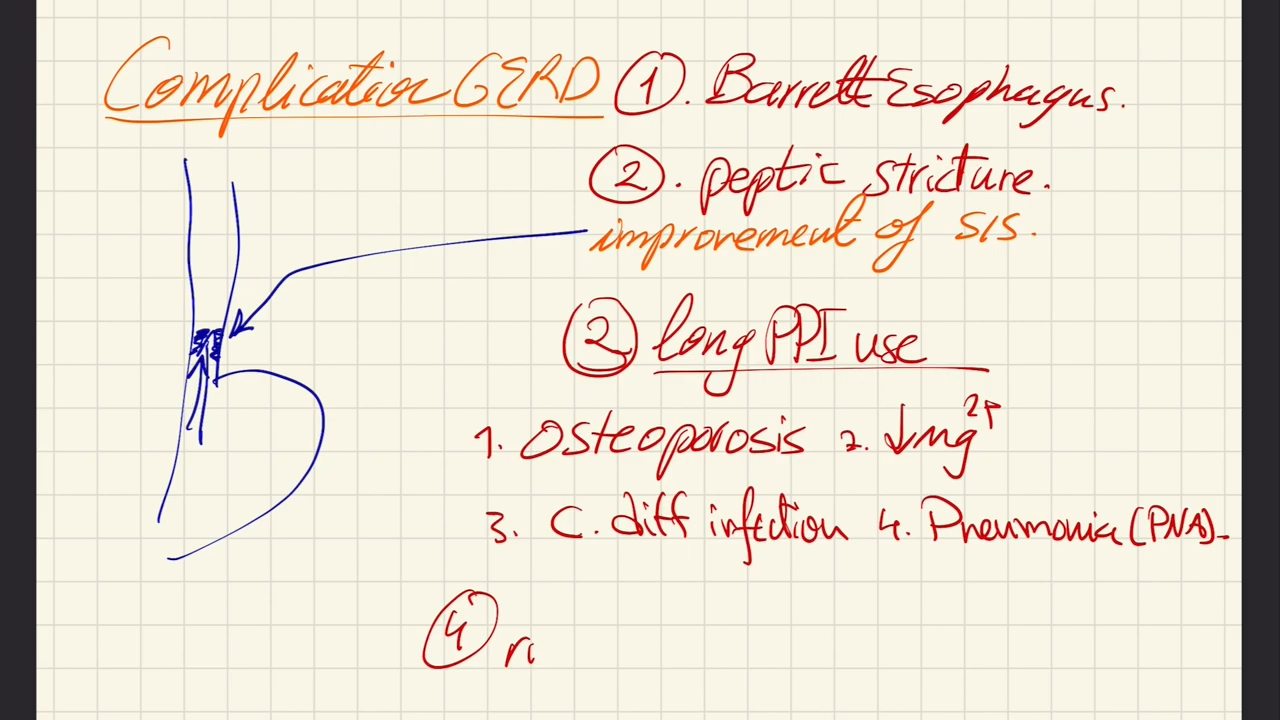 Complication GERD ①. Barrett Esophagus.
②. peptic stricture.
improvement of S/S.
② long PPI use
1. Osteoporosis 2. ↓Mg²⁺
3. C. diff infection 4. Pneumonia (PNA).
④